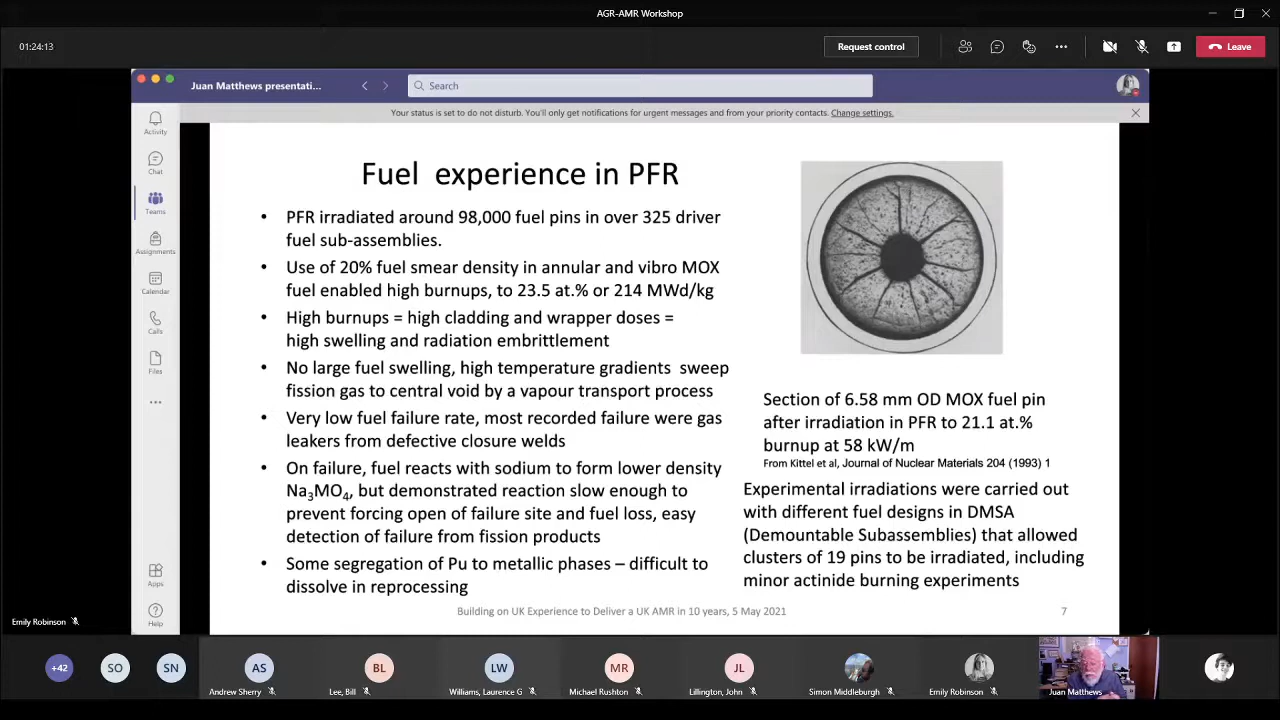 AGR-AMR Workshop
01:24:13
Request control
Leave
Juan Matthews presentati...
Search
Your status is set to do not disturb. You'll only get notifications for urgent messages and from your priority contacts. Change settings.
Activity
Chat
Teams
Assignments
Calendar
Calls
Files
Apps
Help
Fuel experience in PFR
• PFR irradiated around 98,000 fuel pins in over 325 driver
fuel sub-assemblies.
• Use of 20% fuel smear density in annular and vibro MOX
fuel enabled high burnups, to 23.5 at.% or 214 MWd/kg
• High burnups = high cladding and wrapper doses =
high swelling and radiation embrittlement
• No large fuel swelling, high temperature gradients sweep
fission gas to central void by a vapour transport process
• Very low fuel failure rate, most recorded failure were gas
leakers from defective closure welds
• On failure, fuel reacts with sodium to form lower density
Na₃MO₄, but demonstrated reaction slow enough to
prevent forcing open of failure site and fuel loss, easy
detection of failure from fission products
• Some segregation of Pu to metallic phases – difficult to
dissolve in reprocessing
Section of 6.58 mm OD MOX fuel pin
after irradiation in PFR to 21.1 at.%
burnup at 58 kW/m
From Kittel et al, Journal of Nuclear Materials 204 (1993) 1
Experimental irradiations were carried out
with different fuel designs in DMSA
(Demountable Subassemblies) that allowed
clusters of 19 pins to be irradiated, including
minor actinide burning experiments
Building on UK Experience to Deliver a UK AMR in 10 years, 5 May 2021
7
Emily Robinson
+42
SO
SN
AS
BL
LW
MR
JL
Andrew Sherry
Lee, Bill
Williams, Laurence G
Michael Rushton
Lillington, John
Simon Middleburgh
Emily Robinson
Juan Matthews